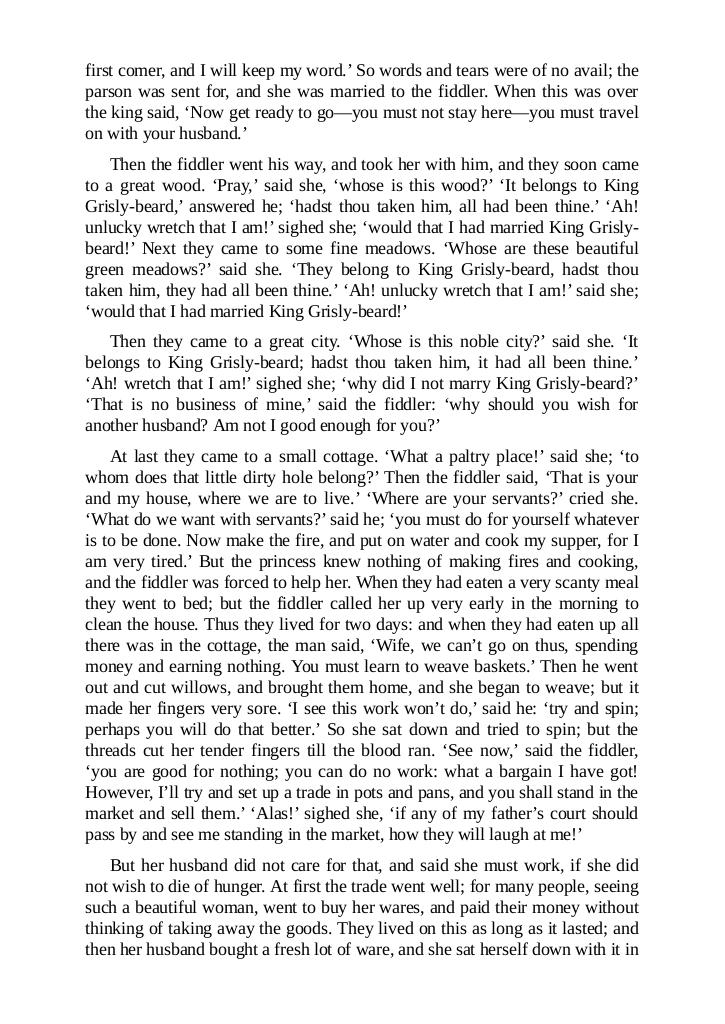 first comer, and I will keep my word.’ So words and tears were of no avail; the
parson was sent for, and she was married to the fiddler. When this was over
the king said, ‘Now get ready to go—you must not stay here—you must travel
on with your husband.’
Then the fiddler went his way, and took her with him, and they soon came
to a great wood. ‘Pray,’ said she, ‘whose is this wood?’ ‘It belongs to King
Grisly-beard,’ answered he; ‘hadst thou taken him, all had been thine.’ ‘Ah!
unlucky wretch that I am!’ sighed she; ‘would that I had married King Grisly-
beard!’ Next they came to some fine meadows. ‘Whose are these beautiful
green meadows?’ said she. ‘They belong to King Grisly-beard, hadst thou
taken him, they had all been thine.’ ‘Ah! unlucky wretch that I am!’ said she;
‘would that I had married King Grisly-beard!’
Then they came to a great city. ‘Whose is this noble city?’ said she. ‘It
belongs to King Grisly-beard; hadst thou taken him, it had all been thine.’
‘Ah! wretch that I am!’ sighed she; ‘why did I not marry King Grisly-beard?’
‘That is no business of mine,’ said the fiddler: ‘why should you wish for
another husband? Am not I good enough for you?’
At last they came to a small cottage. ‘What a paltry place!’ said she; ‘to
whom does that little dirty hole belong?’ Then the fiddler said, ‘That is your
and my house, where we are to live.’ ‘Where are your servants?’ cried she.
‘What do we want with servants?’ said he; ‘you must do for yourself whatever
is to be done. Now make the fire, and put on water and cook my supper, for I
am very tired.’ But the princess knew nothing of making fires and cooking,
and the fiddler was forced to help her. When they had eaten a very scanty meal
they went to bed; but the fiddler called her up very early in the morning to
clean the house. Thus they lived for two days: and when they had eaten up all
there was in the cottage, the man said, ‘Wife, we can’t go on thus, spending
money and earning nothing. You must learn to weave baskets.’ Then he went
out and cut willows, and brought them home, and she began to weave; but it
made her fingers very sore. ‘I see this work won’t do,’ said he: ‘try and spin;
perhaps you will do that better.’ So she sat down and tried to spin; but the
threads cut her tender fingers till the blood ran. ‘See now,’ said the fiddler,
‘you are good for nothing; you can do no work: what a bargain I have got!
However, I’ll try and set up a trade in pots and pans, and you shall stand in the
market and sell them.’ ‘Alas!’ sighed she, ‘if any of my father’s court should
pass by and see me standing in the market, how they will laugh at me!’
But her husband did not care for that, and said she must work, if she did
not wish to die of hunger. At first the trade went well; for many people, seeing
such a beautiful woman, went to buy her wares, and paid their money without
thinking of taking away the goods. They lived on this as long as it lasted; and
then her husband bought a fresh lot of ware, and she sat herself down with it in